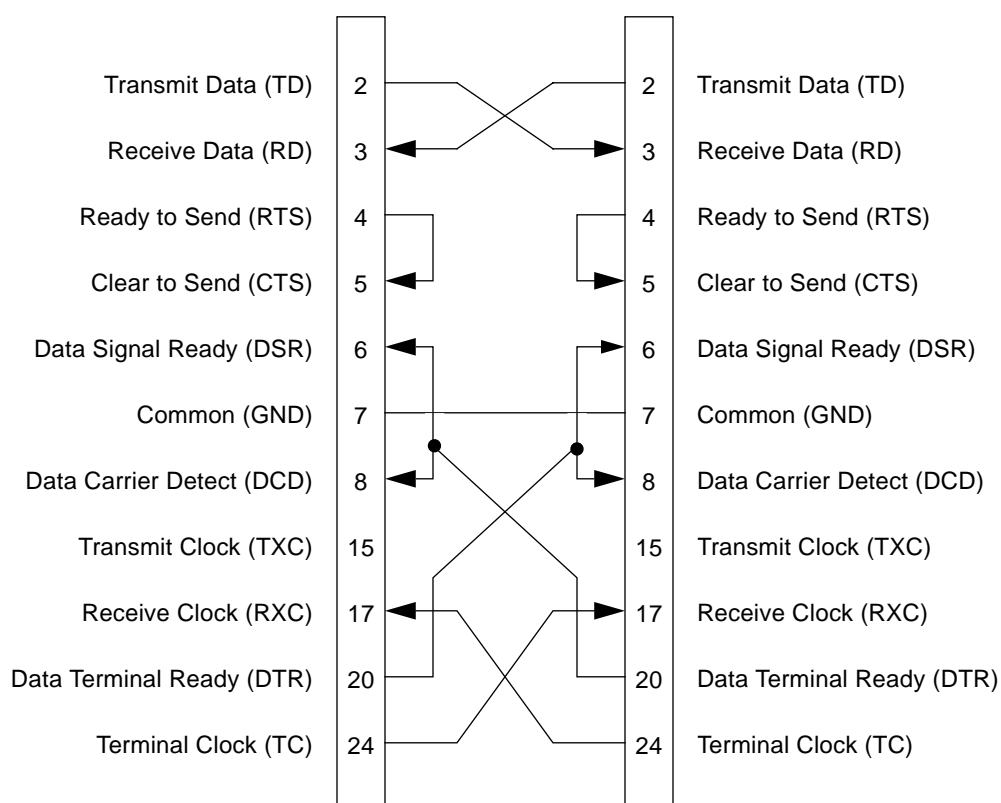 Transmit Data (TD) 2 2 Transmit Data (TD)
Receive Data (RD) 3 3 Receive Data (RD)
Ready to Send (RTS) 4 4 Ready to Send (RTS)
Clear to Send (CTS) 5 5 Clear to Send (CTS)
Data Signal Ready (DSR) 6 6 Data Signal Ready (DSR)
Common (GND) 7 7 Common (GND)
Data Carrier Detect (DCD) 8 8 Data Carrier Detect (DCD)
Transmit Clock (TXC) 15 15 Transmit Clock (TXC)
Receive Clock (RXC) 17 17 Receive Clock (RXC)
Data Terminal Ready (DTR) 20 20 Data Terminal Ready (DTR)
Terminal Clock (TC) 24 24 Terminal Clock (TC)